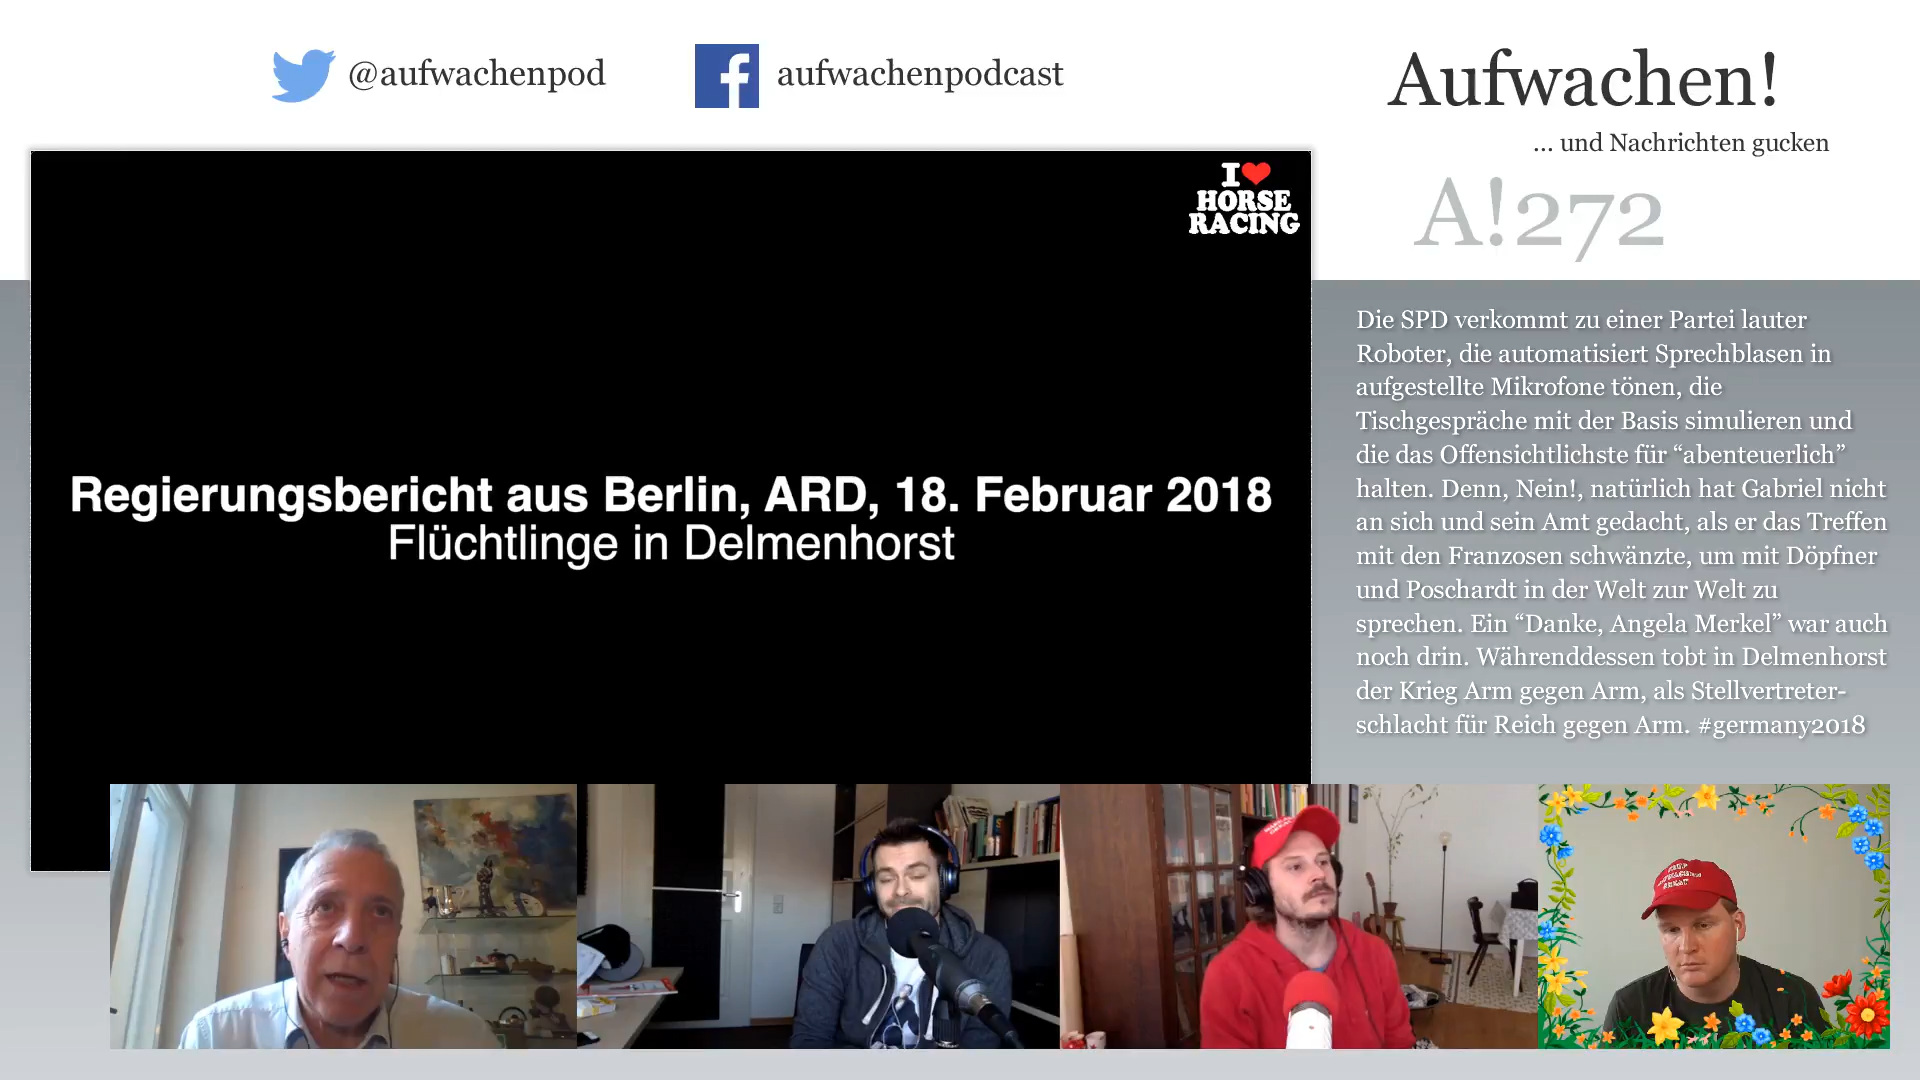 @aufwachenpod
aufwachenpodcast
Aufwachen!
... und Nachrichten gucken
A!272
I
HORSE
RACING
Regierungsbericht aus Berlin, ARD, 18. Februar 2018
Flüchtlinge in Delmenhorst
Die SPD verkommt zu einer Partei lauter
Roboter, die automatisiert Sprechblasen in
aufgestellte Mikrofone tönen, die
Tischgespräche mit der Basis simulieren und
die das Offensichtlichste für “abenteuerlich”
halten. Denn, Nein!, natürlich hat Gabriel nicht
an sich und sein Amt gedacht, als er das Treffen
mit den Franzosen schwänzte, um mit Döpfner
und Poschardt in der Welt zur Welt zu
sprechen. Ein “Danke, Angela Merkel” war auch
noch drin. Währenddessen tobt in Delmenhorst
der Krieg Arm gegen Arm, als Stellvertreter-
schlacht für Reich gegen Arm. #germany2018
KEEP
AUFWACHEN
GREAT